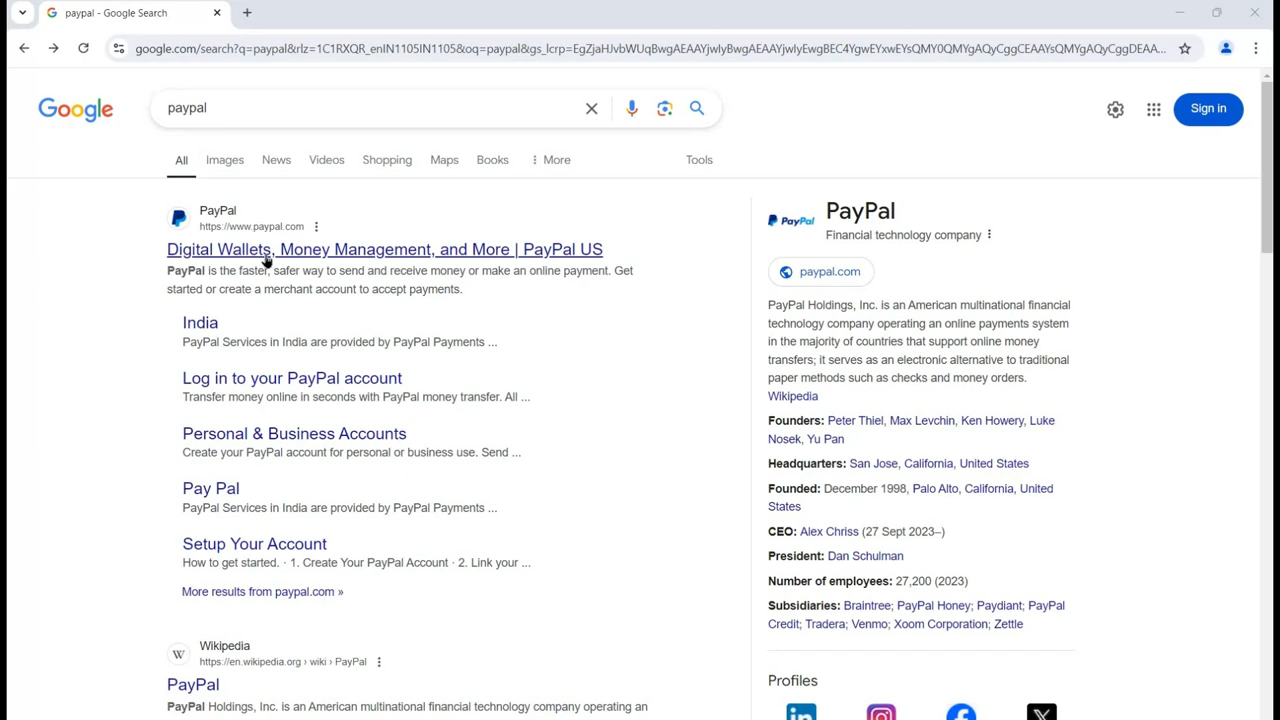 paypal - Google Search
google.com/search?q=paypal&rlz=1C1RXQR_enIN1105IN1105&oq=paypal&gs_lcrp=EgZjaHJvbWUqBwgAEAAYjwIyBwgAEAAYjwIyEwgBEC4YgwEYxwEYsQMY0QMYgAQyCggCEAAYsQMYgAQyCggDEAA...
Google
paypal
Sign in
All Images News Videos Shopping Maps Books More Tools
PayPal
https://www.paypal.com
Digital Wallets, Money Management, and More | PayPal US
PayPal is the faster, safer way to send and receive money or make an online payment. Get
started or create a merchant account to accept payments.
India
PayPal Services in India are provided by PayPal Payments ...
Log in to your PayPal account
Transfer money online in seconds with PayPal money transfer. All ...
Personal & Business Accounts
Create your PayPal account for personal or business use. Send ...
Pay Pal
PayPal Services in India are provided by PayPal Payments ...
Setup Your Account
How to get started. · 1. Create Your PayPal Account · 2. Link your ...
More results from paypal.com »
W
Wikipedia
https://en.wikipedia.org › wiki › PayPal
PayPal
PayPal Holdings, Inc. is an American multinational financial technology company operating an
PayPal
PayPal
Financial technology company
paypal.com
PayPal Holdings, Inc. is an American multinational financial
technology company operating an online payments system
in the majority of countries that support online money
transfers; it serves as an electronic alternative to traditional
paper methods such as checks and money orders.
Wikipedia
Founders: Peter Thiel, Max Levchin, Ken Howery, Luke
Nosek, Yu Pan
Headquarters: San Jose, California, United States
Founded: December 1998, Palo Alto, California, United
States
CEO: Alex Chriss (27 Sept 2023–)
President: Dan Schulman
Number of employees: 27,200 (2023)
Subsidiaries: Braintree; PayPal Honey; Paydiant; PayPal
Credit; Tradera; Venmo; Xoom Corporation; Zettle
Profiles